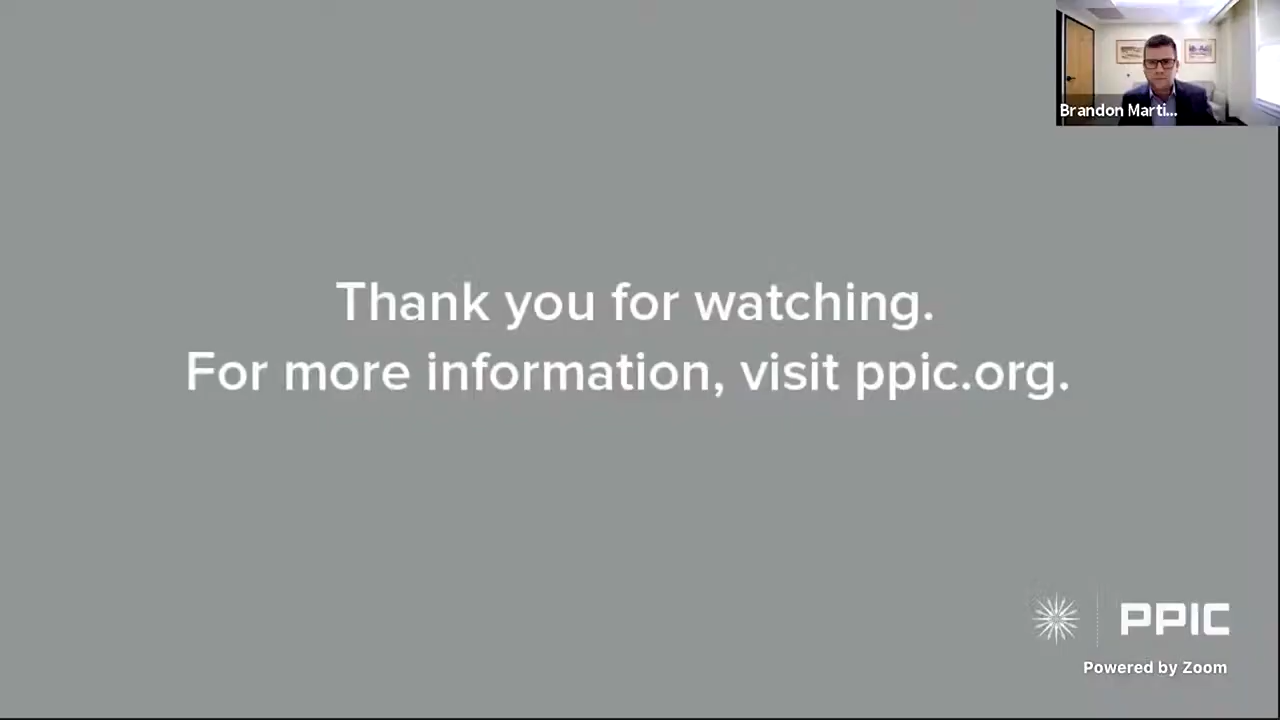 Brandon Marti...
Thank you for watching.
For more information, visit ppic.org.
PPIC
Powered by Zoom